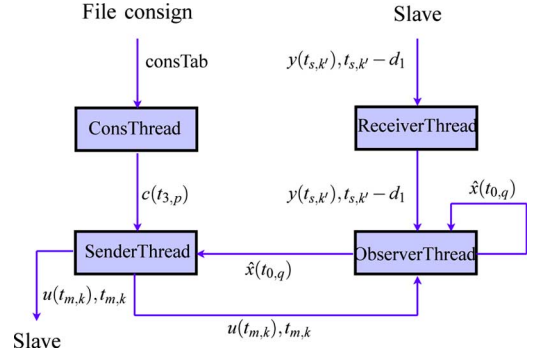 File consign
Slave
consTab
y(t_{s,k'}), t_{s,k'} − d_1
ConsThread
ReceiverThread
c(t_{3,p})
y(t_{s,k'}), t_{s,k'} − d_1
x̂(t_{0,q})
SenderThread
ObserverThread
x̂(t_{0,q})
u(t_{m,k}), t_{m,k}
u(t_{m,k}), t_{m,k}
Slave